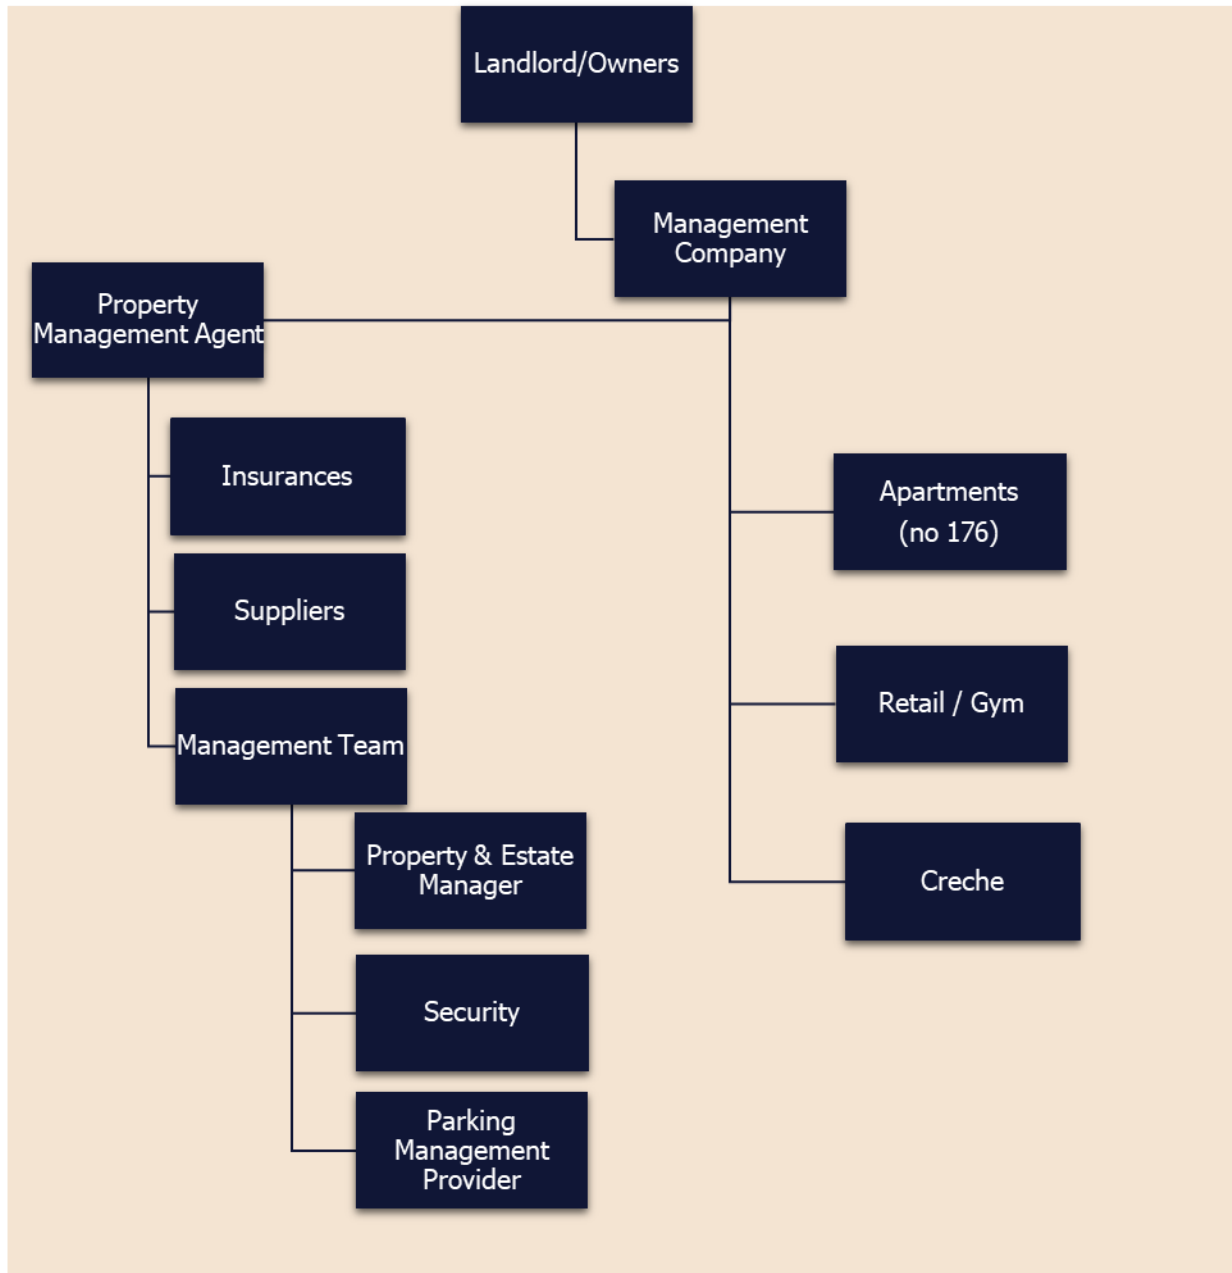 Landlord/Owners
Management
Company
Property
Management Agent
Insurances
Suppliers
Management Team
Property & Estate
Manager
Security
Parking
Management
Provider
Apartments
(no 176)
Retail / Gym
Creche